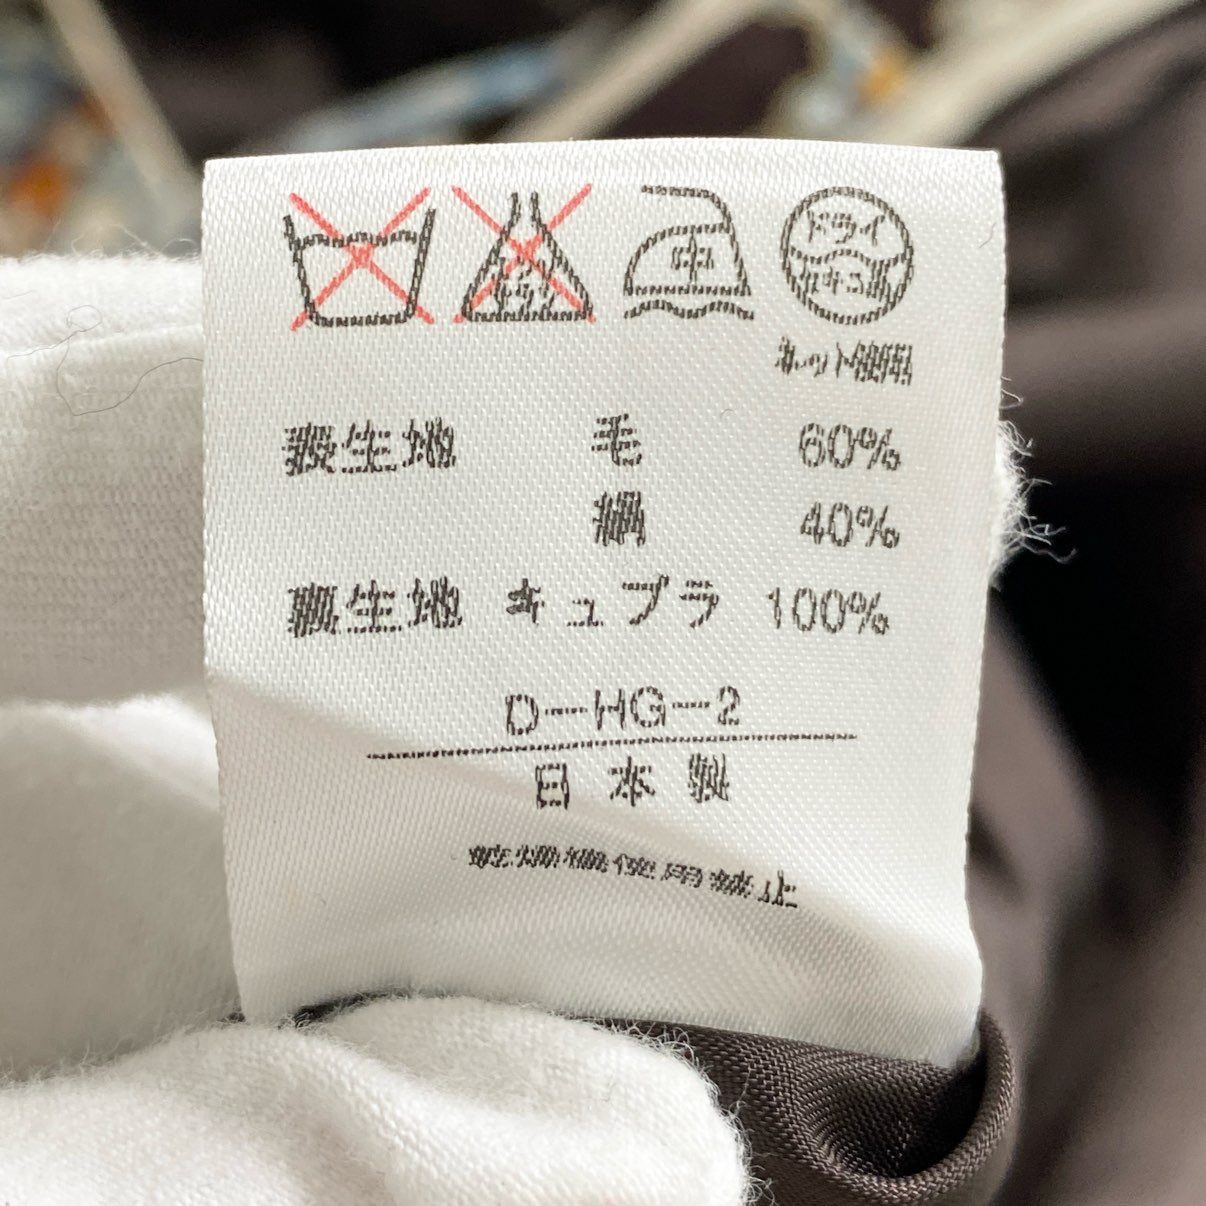 中 ドライ
セキユ系
ネット使用
表生地 毛 60%
絹 40%
裏生地 キュプラ 100%
D-HG-2
日本製
乾燥機使用禁止